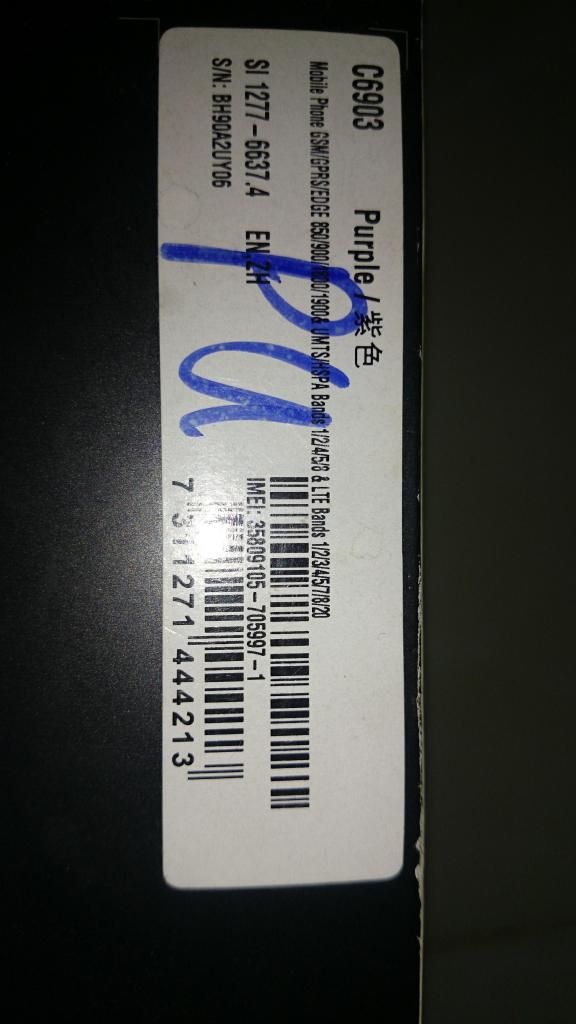 C6903 Purple / 紫色
Mobile Phone GSM/GPRS/EDGE 850/900/1800/1900& UMTS/HSPA Bands 1/2/4/5/8 & LTE Bands 1/2/3/4/5/7/8/20
SI 1277-6637.4 EN,ZH
S/N: BH90A2UY06
Pu
IMEI: 35809105-705997-1
7 311271 444213